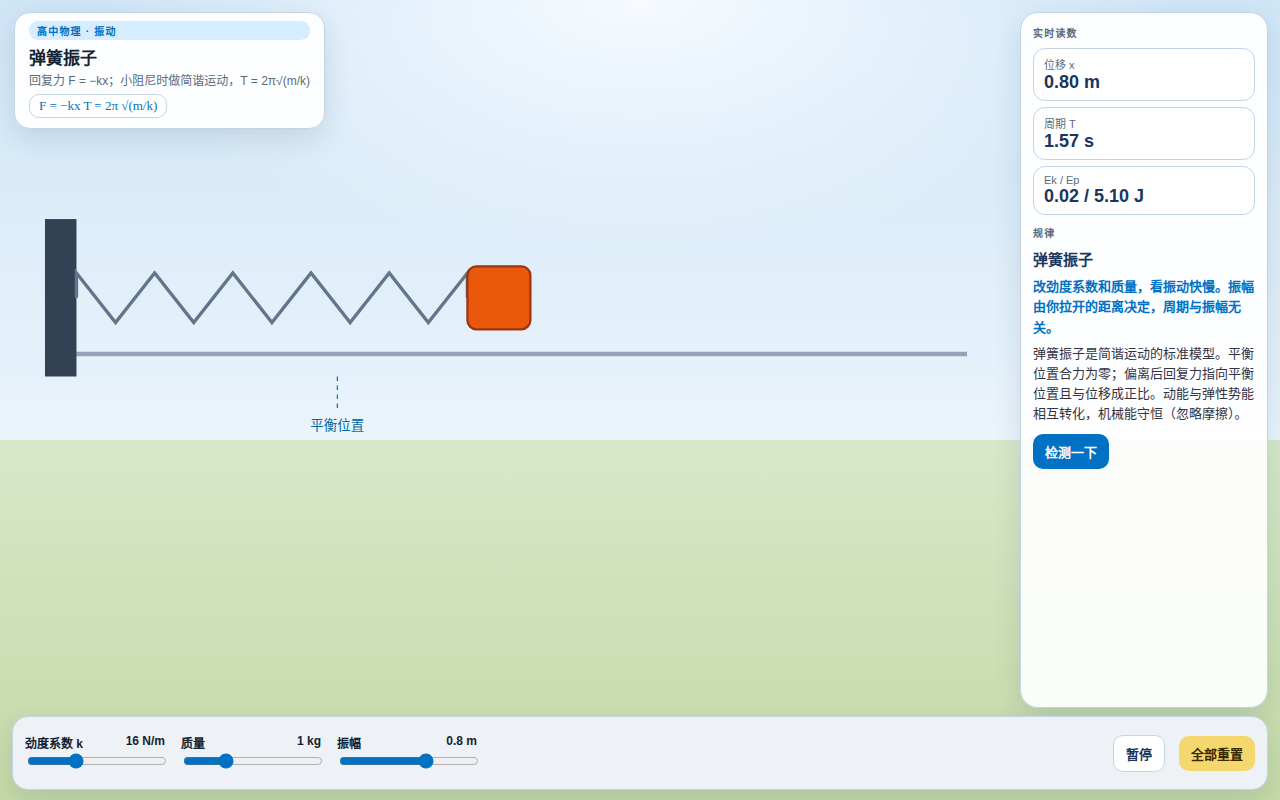 高中物理 · 振动
弹簧振子
回复力 F = −kx；小阻尼时做简谐运动，T = 2π√(m/k)
F = −kx T = 2π √(m/k)
平衡位置
实时读数
位移 x
0.80 m
周期 T
1.57 s
Ek / Ep
0.02 / 5.10 J
规律
弹簧振子
改劲度系数和质量，看振动快慢。振幅
由你拉开的距离决定，周期与振幅无
关。
弹簧振子是简谐运动的标准模型。平衡
位置合力为零；偏离后回复力指向平衡
位置且与位移成正比。动能与弹性势能
相互转化，机械能守恒（忽略摩擦）。
检测一下
劲度系数 k 16 N/m
质量 1 kg
振幅 0.8 m
暂停
全部重置